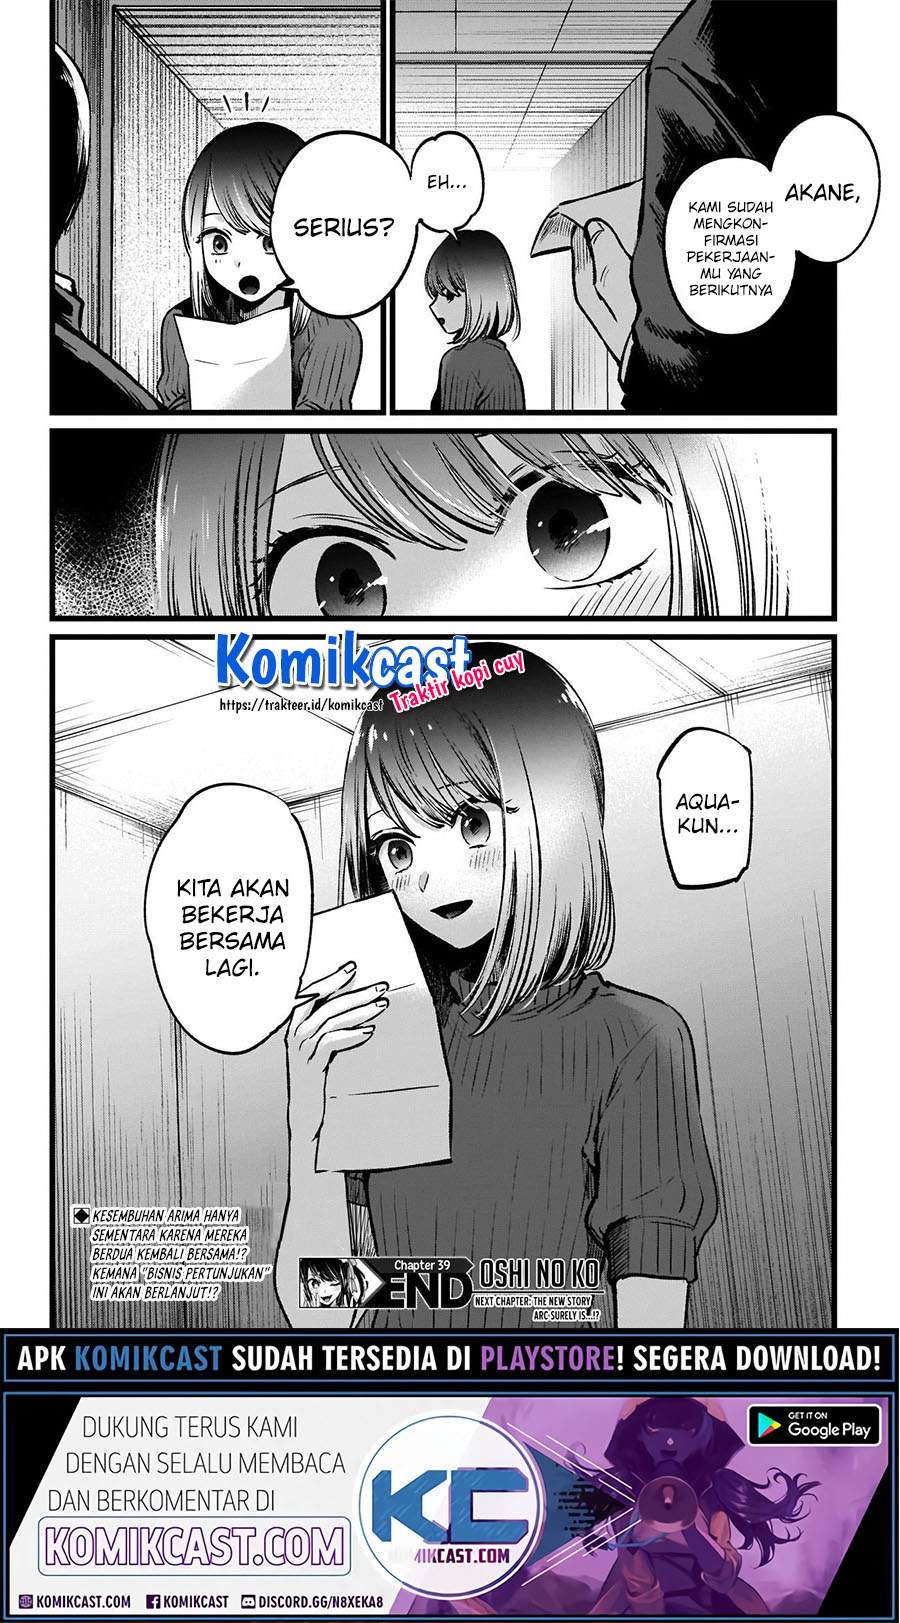 AKANE,
KAMI SUDAH
MENGKON-
FIRMASI
PEKERJAAN-
MU YANG
BERIKUTNYA
EH...
SERIUS?
Komikcast
Traktir kopi cuy
https://trakteer.id/komikcast
AQUA-
KUN...
KITA AKAN
BEKERJA
BERSAMA
LAGI.
KESEMBUHAN ARIMA HANYA
SEMENTARA KARENA MEREKA
BERDUA KEMBALI BERSAMA!?
KEMANA "BISNIS PERTUNJUKAN"
INI AKAN BERLANJUT!?
Chapter 39
END
OSHI NO KO
NEXT CHAPTER: THE NEW STORY
ARC SURELY IS...!?
APK KOMIKCAST SUDAH TERSEDIA DI PLAYSTORE! SEGERA DOWNLOAD!
DUKUNG TERUS KAMI
DENGAN SELALU MEMBACA
DAN BERKOMENTAR DI
KOMIKCAST.COM
KOMIKCAST.COM KOMIKCAST DISCORD.GG/N8XEKA8
KC
MIKCAST.COM
GET IT ON
Google Play